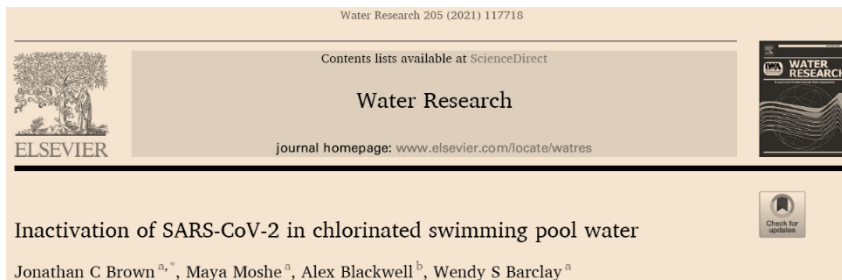 Water Research 205 (2021) 117718
Contents lists available at ScienceDirect
Water Research
journal homepage: www.elsevier.com/locate/watres
ELSEVIER
IWA
WATER
RESEARCH
Check for
updates
Inactivation of SARS-CoV-2 in chlorinated swimming pool water
Jonathan C Brown a,*, Maya Moshe a, Alex Blackwell b, Wendy S Barclay a